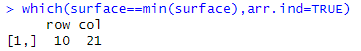 > which(surface==min(surface),arr.ind=TRUE)
     row col
[1,]  10  21